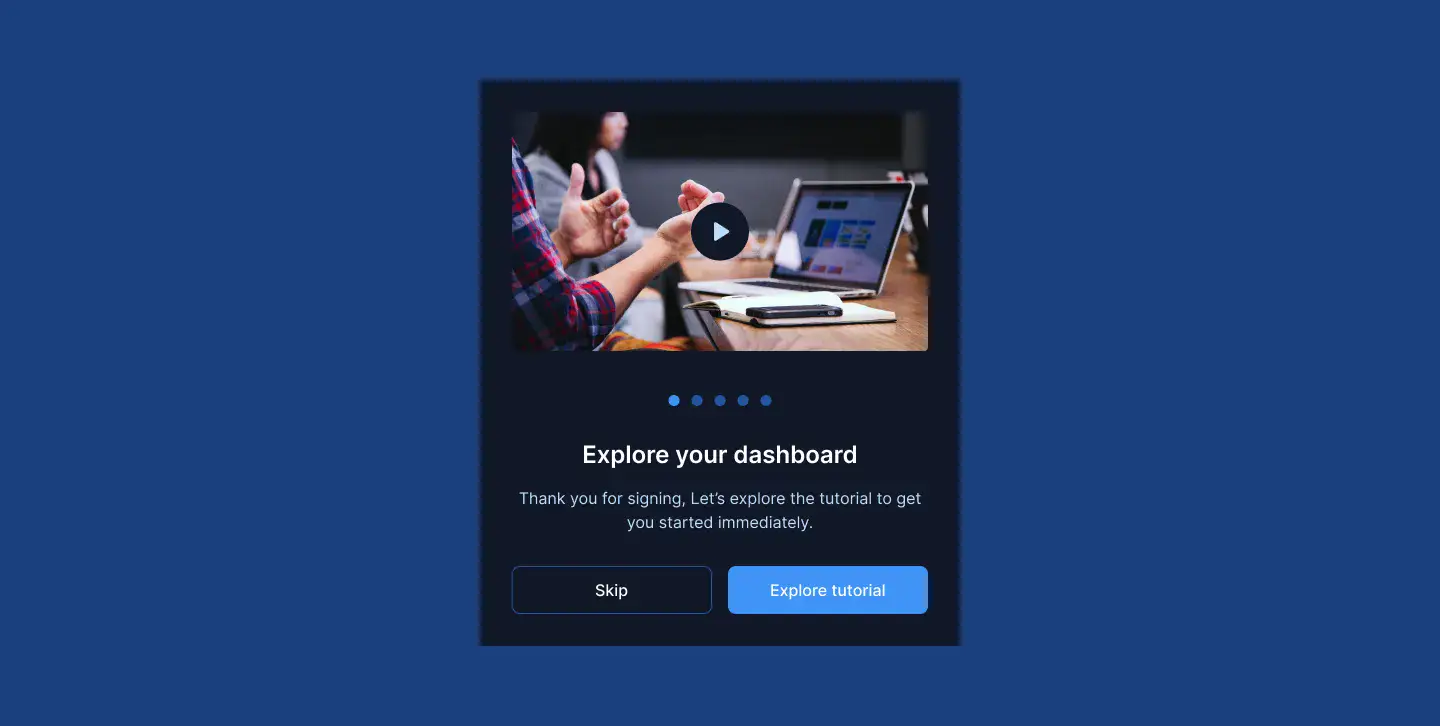 Explore your dashboard
Thank you for signing, Let’s explore the tutorial to get
you started immediately.
Skip
Explore tutorial